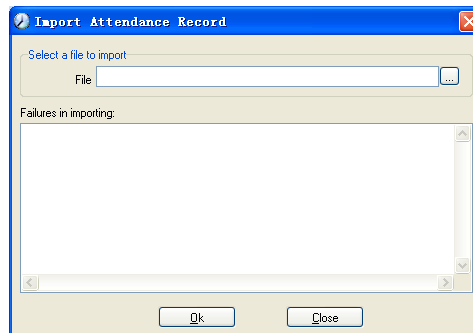 Import Attendance Record
Select a file to import
File
...
Failures in importing:
Ok
Close